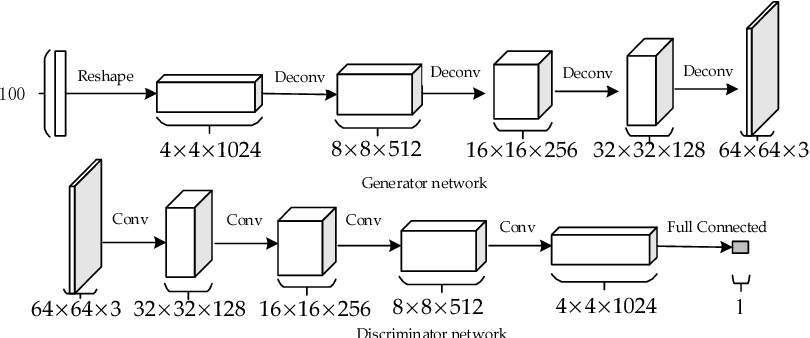 100
Reshape
Deconv
Deconv
Deconv
Deconv
4×4×1024
8×8×512
16×16×256
32×32×128
64×64×3
Generator network
Conv
Conv
Conv
Conv
Full Connected
64×64×3
32×32×128
16×16×256
8×8×512
4×4×1024
1
Discriminator network